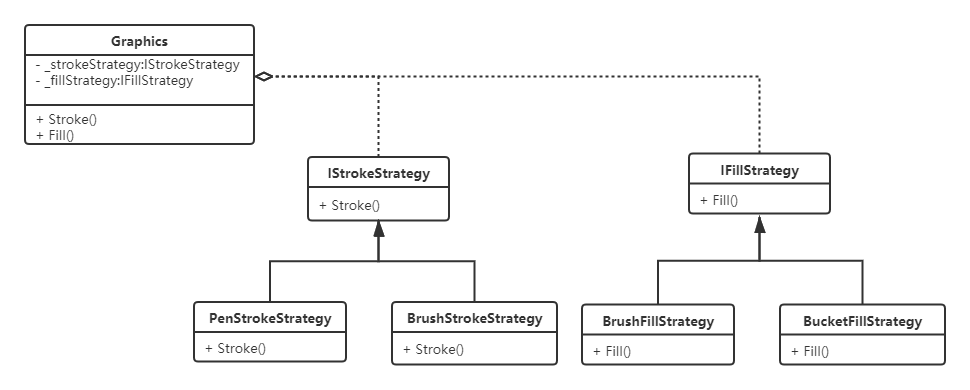 Graphics
- _strokeStrategy:IStrokeStrategy
- _fillStrategy:IFillStrategy
+ Stroke()
+ Fill()
IStrokeStrategy
+ Stroke()
IFillStrategy
+ Fill()
PenStrokeStrategy
+ Stroke()
BrushStrokeStrategy
+ Stroke()
BrushFillStrategy
+ Fill()
BucketFillStrategy
+ Fill()